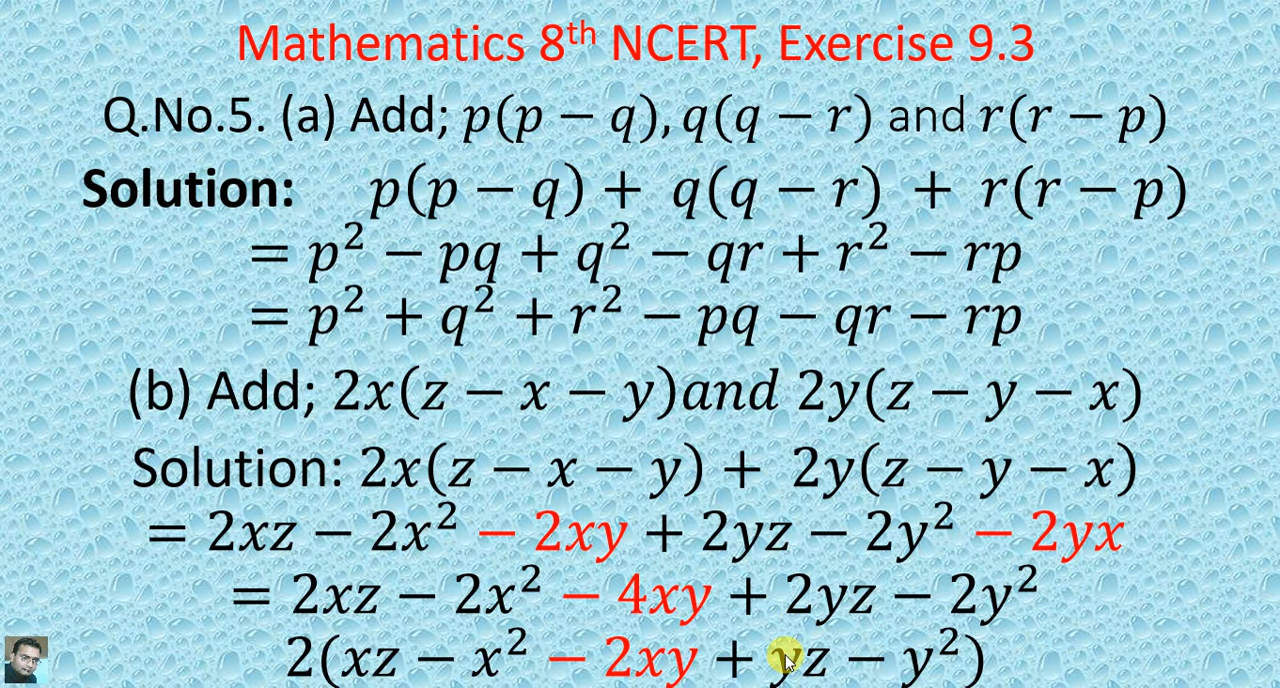 Mathematics 8th NCERT, Exercise 9.3
Q.No.5. (a) Add; p(p − q), q(q − r) and r(r − p)
Solution: p(p − q) + q(q − r) + r(r − p)
= p² − pq + q² − qr + r² − rp
= p² + q² + r² − pq − qr − rp
(b) Add; 2x(z − x − y)and 2y(z − y − x)
Solution: 2x(z − x − y) + 2y(z − y − x)
= 2xz − 2x² − 2xy + 2yz − 2y² − 2yx
= 2xz − 2x² − 4xy + 2yz − 2y²
2(xz − x² − 2xy + yz − y²)